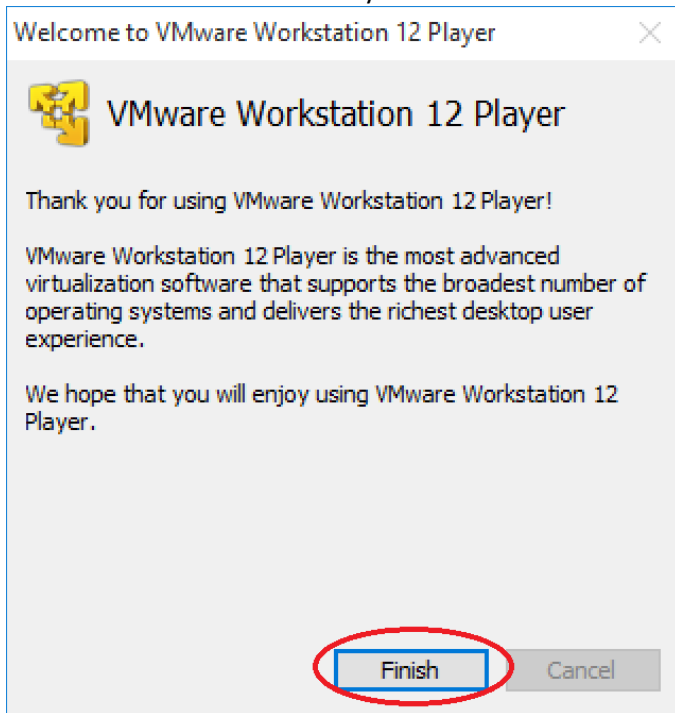 Welcome to VMware Workstation 12 Player
VMware Workstation 12 Player
Thank you for using VMware Workstation 12 Player!
VMware Workstation 12 Player is the most advanced
virtualization software that supports the broadest number of
operating systems and delivers the richest desktop user
experience.
We hope that you will enjoy using VMware Workstation 12
Player.
Finish Cancel